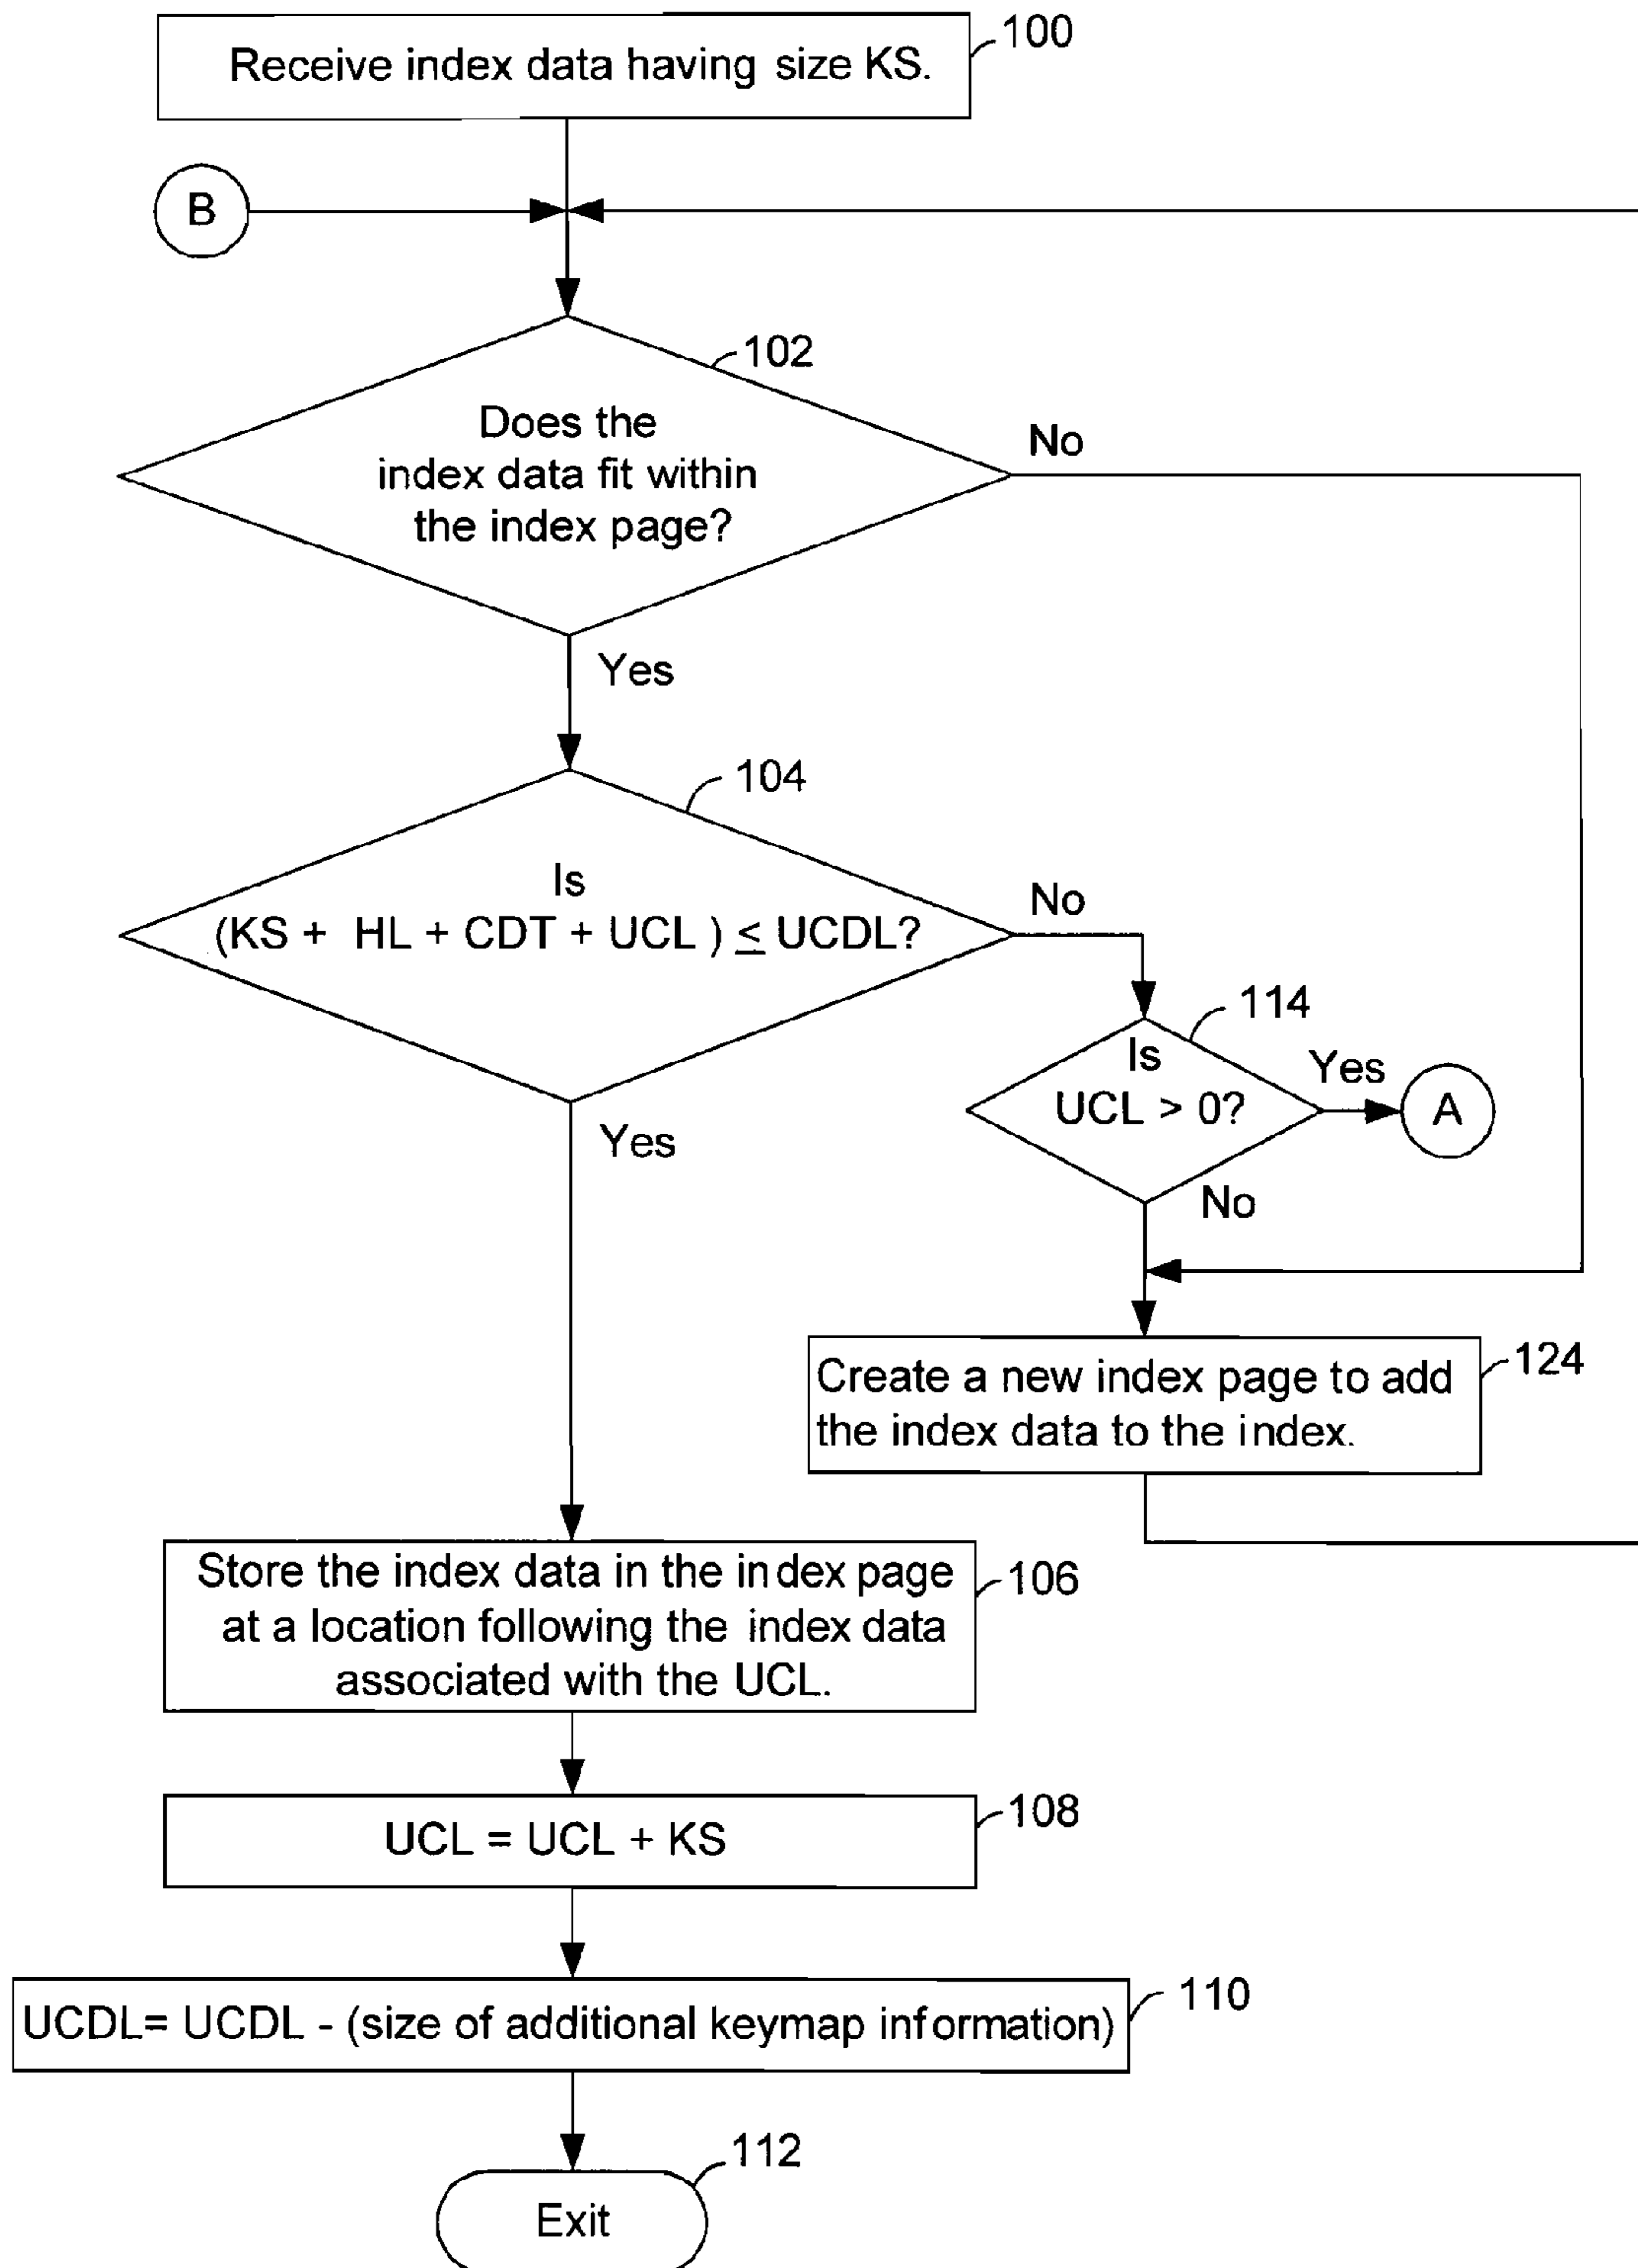 Receive index data having size KS.
100
B
102
Does the
index data fit within
the index page?
No
Yes
104
Is
(KS + HL + CDT + UCL ) ≤ UCDL?
No
114
Is
UCL > 0?
Yes
A
Yes
No
Create a new index page to add
the index data to the index.
124
Store the index data in the index page
at a location following the index data
associated with the UCL.
106
UCL = UCL + KS
108
UCDL= UCDL - (size of additional keymap information)
110
112
Exit